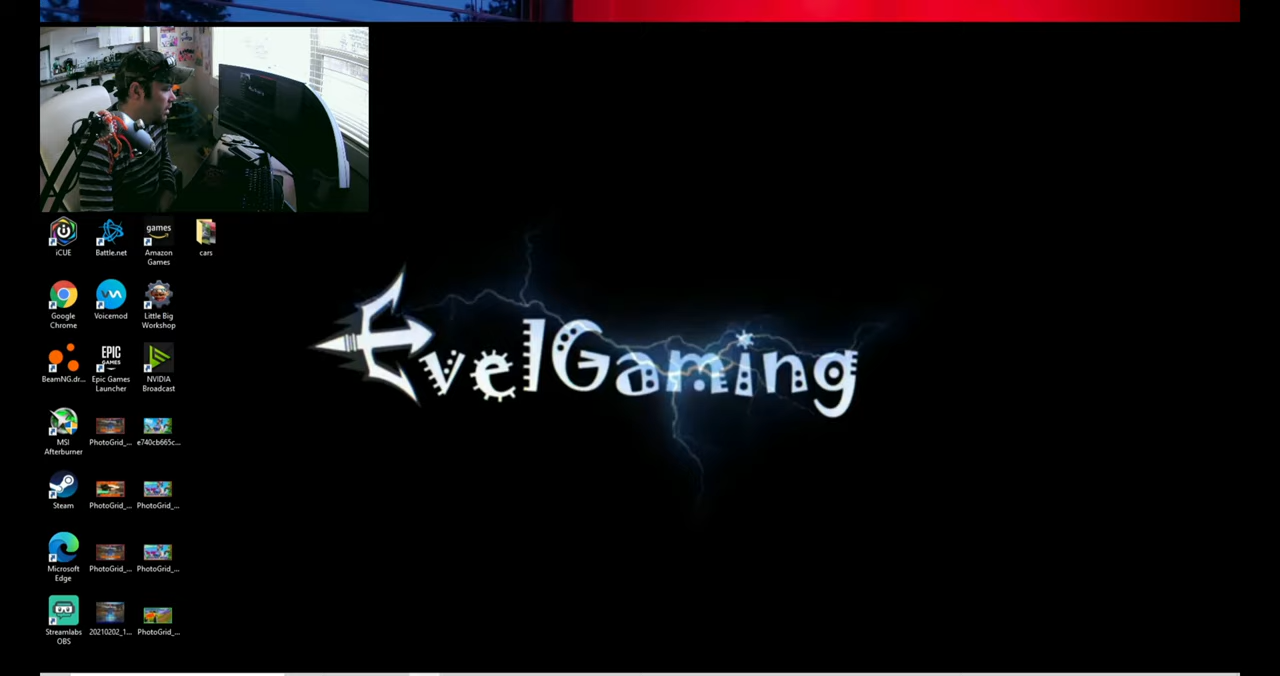 iCUE
Battle.net
games
Amazon
Games
cars
Google
Chrome
Voicemod
Little Big
Workshop
BeamNG.dr...
EPIC
GAMES
Epic Games
Launcher
NVIDIA
Broadcast
MSI
Afterburner
PhotoGrid_...
e740cb665c...
Steam
PhotoGrid_...
PhotoGrid_...
Microsoft
Edge
PhotoGrid_...
PhotoGrid_...
Streamlabs
OBS
20210202_1...
PhotoGrid_...
EvelGaming